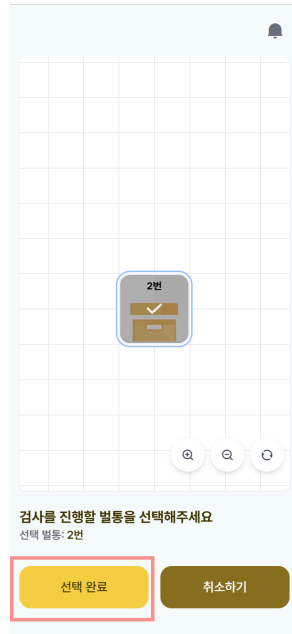 2번
검사를 진행할 벌통을 선택해주세요
선택 벌통: 2번
선택 완료
취소하기